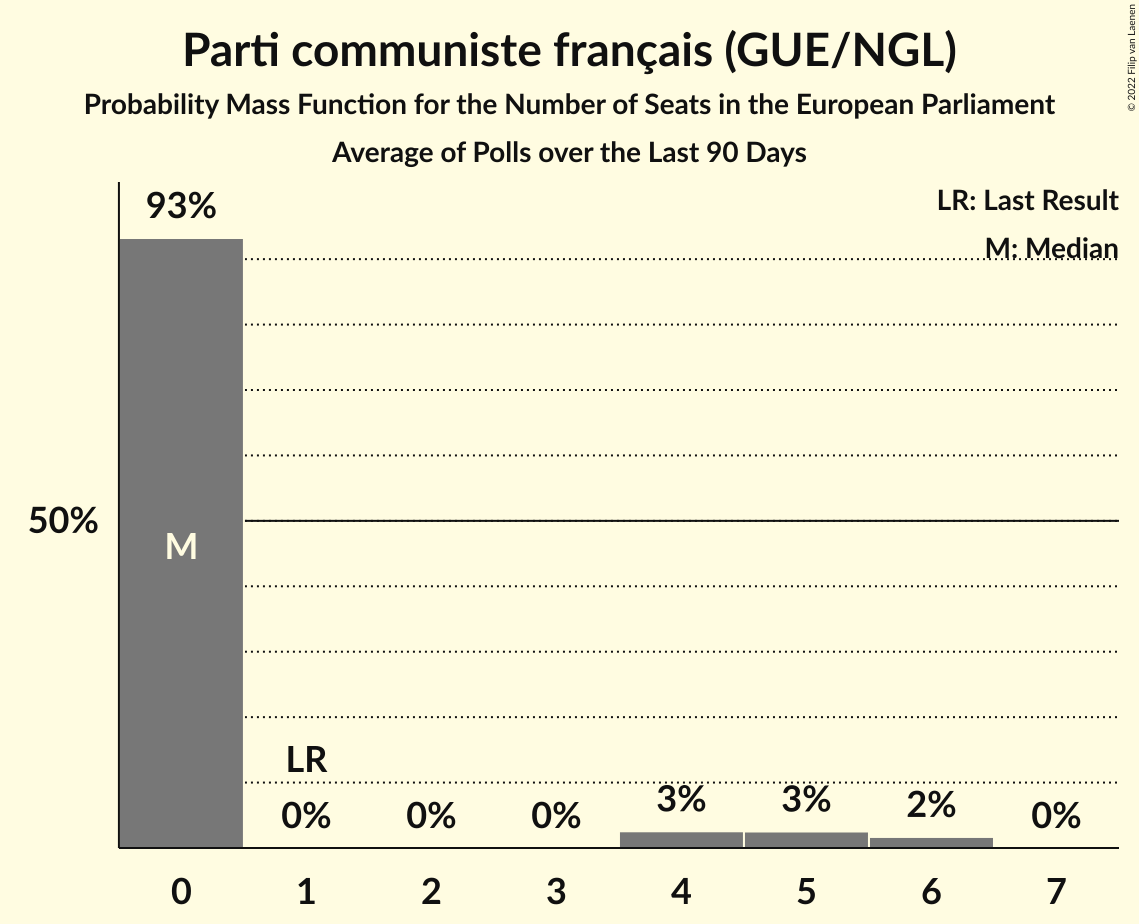 Parti communiste français (GUE/NGL)
Probability Mass Function for the Number of Seats in the European Parliament
Average of Polls over the Last 90 Days
© 2022 Filip van Laenen
LR: Last Result
M: Median
93%
50%
M
LR
0%
0%
0%
3%
3%
2%
0%
0 1 2 3 4 5 6 7